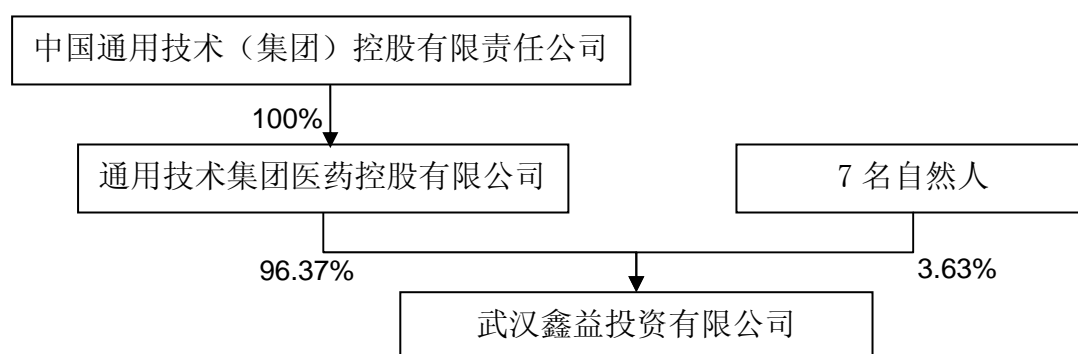 中国通用技术（集团）控股有限责任公司
100%
通用技术集团医药控股有限公司
7 名自然人
96.37%
3.63%
武汉鑫益投资有限公司